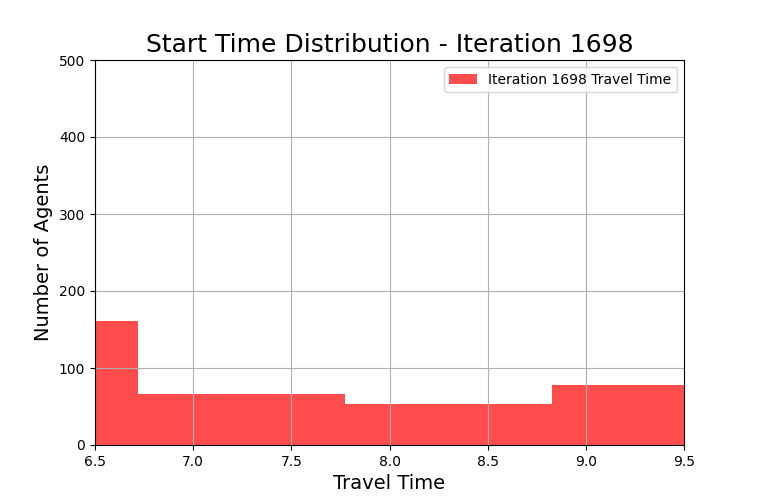 Start Time Distribution - Iteration 1698
Iteration 1698 Travel Time
Number of Agents
500
400
300
200
100
0
6.5 7.0 7.5 8.0 8.5 9.0 9.5
Travel Time